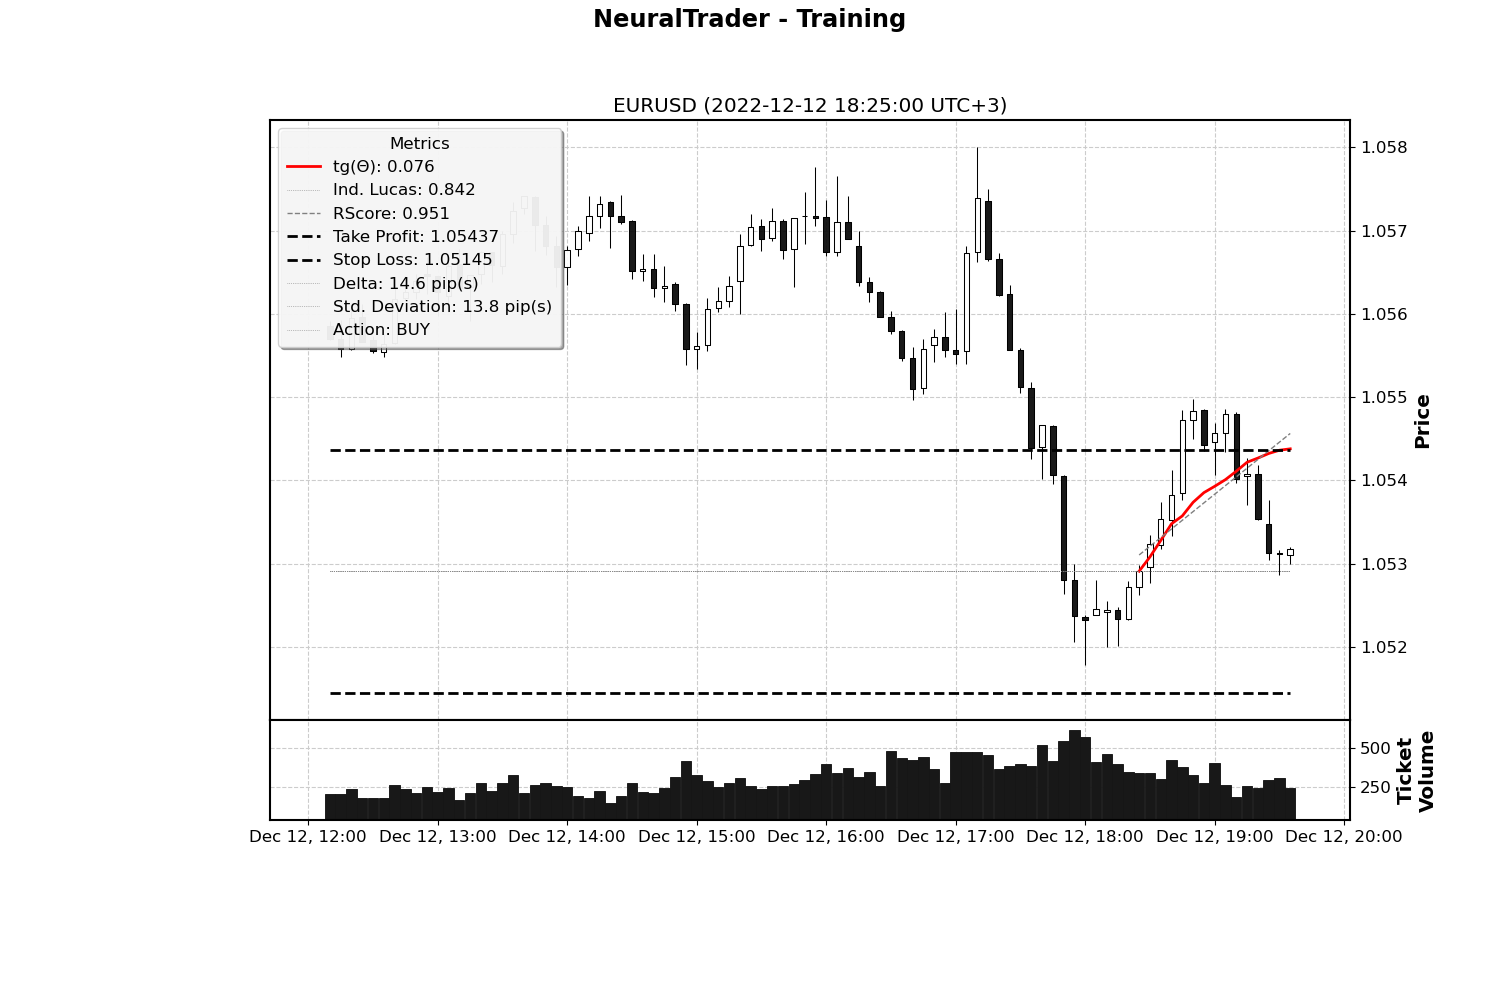 NeuralTrader - Training
EURUSD (2022-12-12 18:25:00 UTC+3)
Metrics
tg(Θ): 0.076
Ind. Lucas: 0.842
RScore: 0.951
Take Profit: 1.05437
Stop Loss: 1.05145
Delta: 14.6 pip(s)
Std. Deviation: 13.8 pip(s)
Action: BUY
1.058
1.057
1.056
1.055
1.054
1.053
1.052
Price
500
250
Ticket
Volume
Dec 12, 12:00 Dec 12, 13:00 Dec 12, 14:00 Dec 12, 15:00 Dec 12, 16:00 Dec 12, 17:00 Dec 12, 18:00 Dec 12, 19:00 Dec 12, 20:00